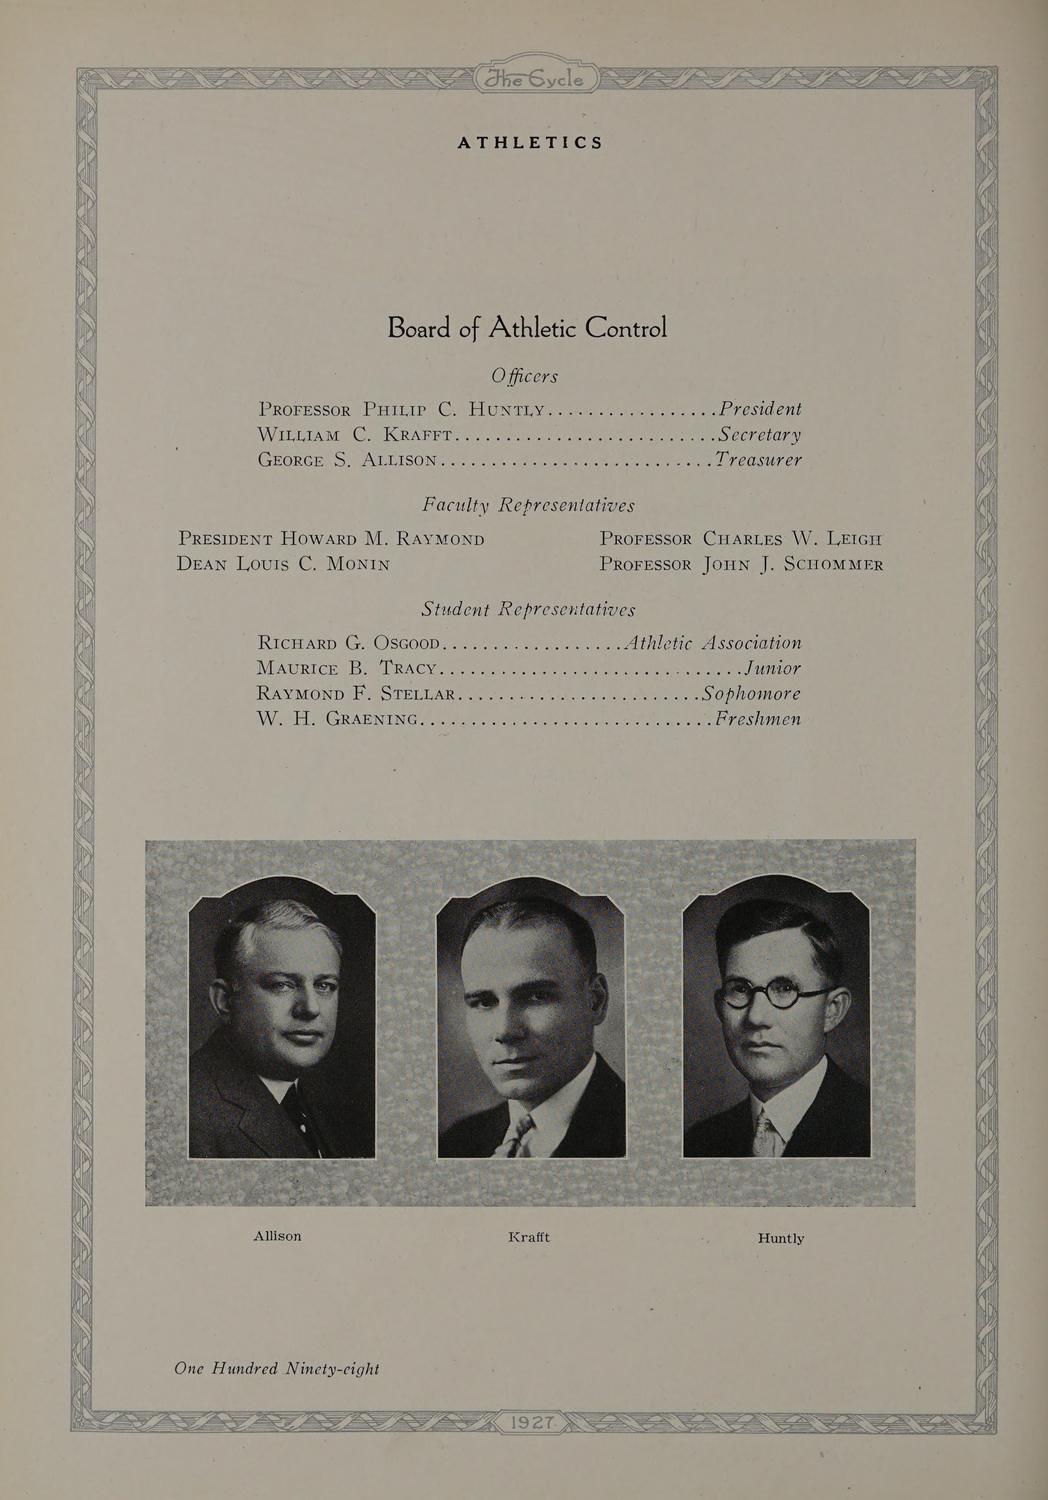 The Cycle
ATHLETICS
Board of Athletic Control
Officers
Professor Philip C. Huntly.................President
William C. Krafft..........................Secretary
George S. Allison...........................Treasurer
Faculty Representatives
President Howard M. Raymond Professor Charles W. Leigh
Dean Louis C. Monin Professor John J. Schommer
Student Representatives
Richard G. Osgood..................Athletic Association
Maurice B. Tracy..............................Junior
Raymond F. Stellar........................Sophomore
W. H. Graening.............................Freshmen
Allison Krafft Huntly
One Hundred Ninety-eight
1927